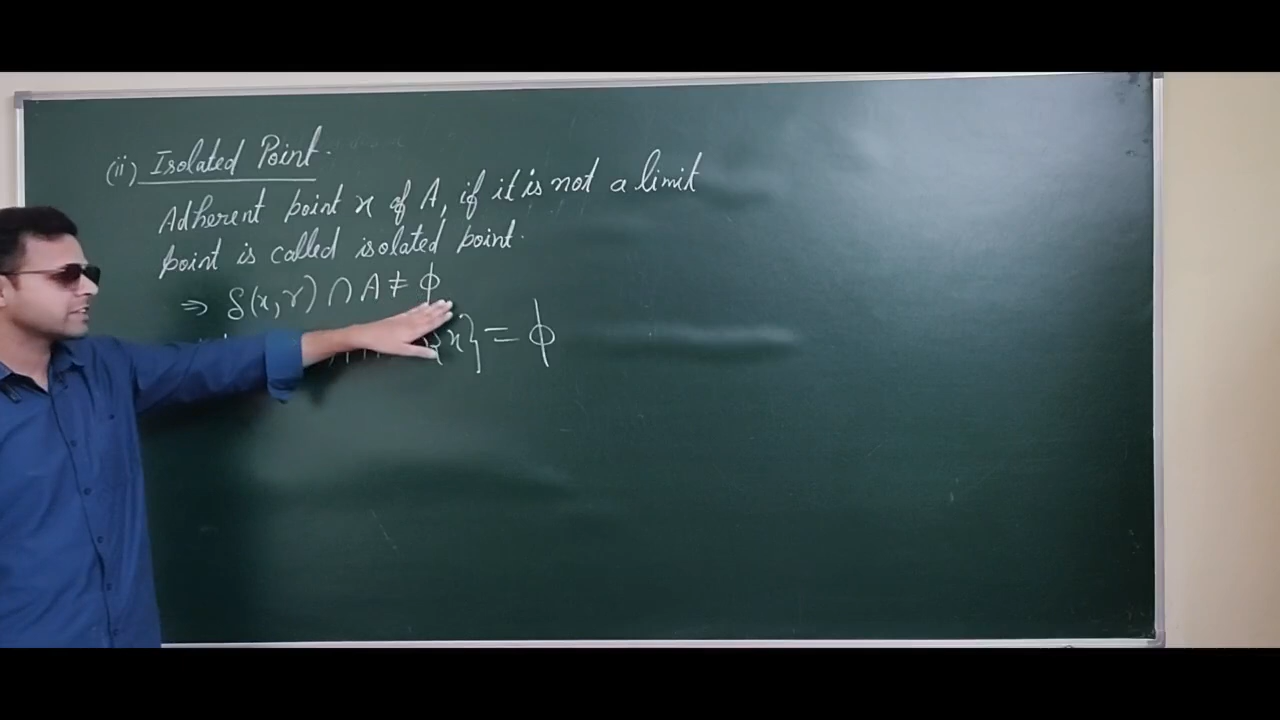 (ii) Isolated Point.
Adherent point x of A, if it is not a limit
point is called isolated point.
⇒ S(x, r) ∩ A ≠ ϕ
{x} = ϕ